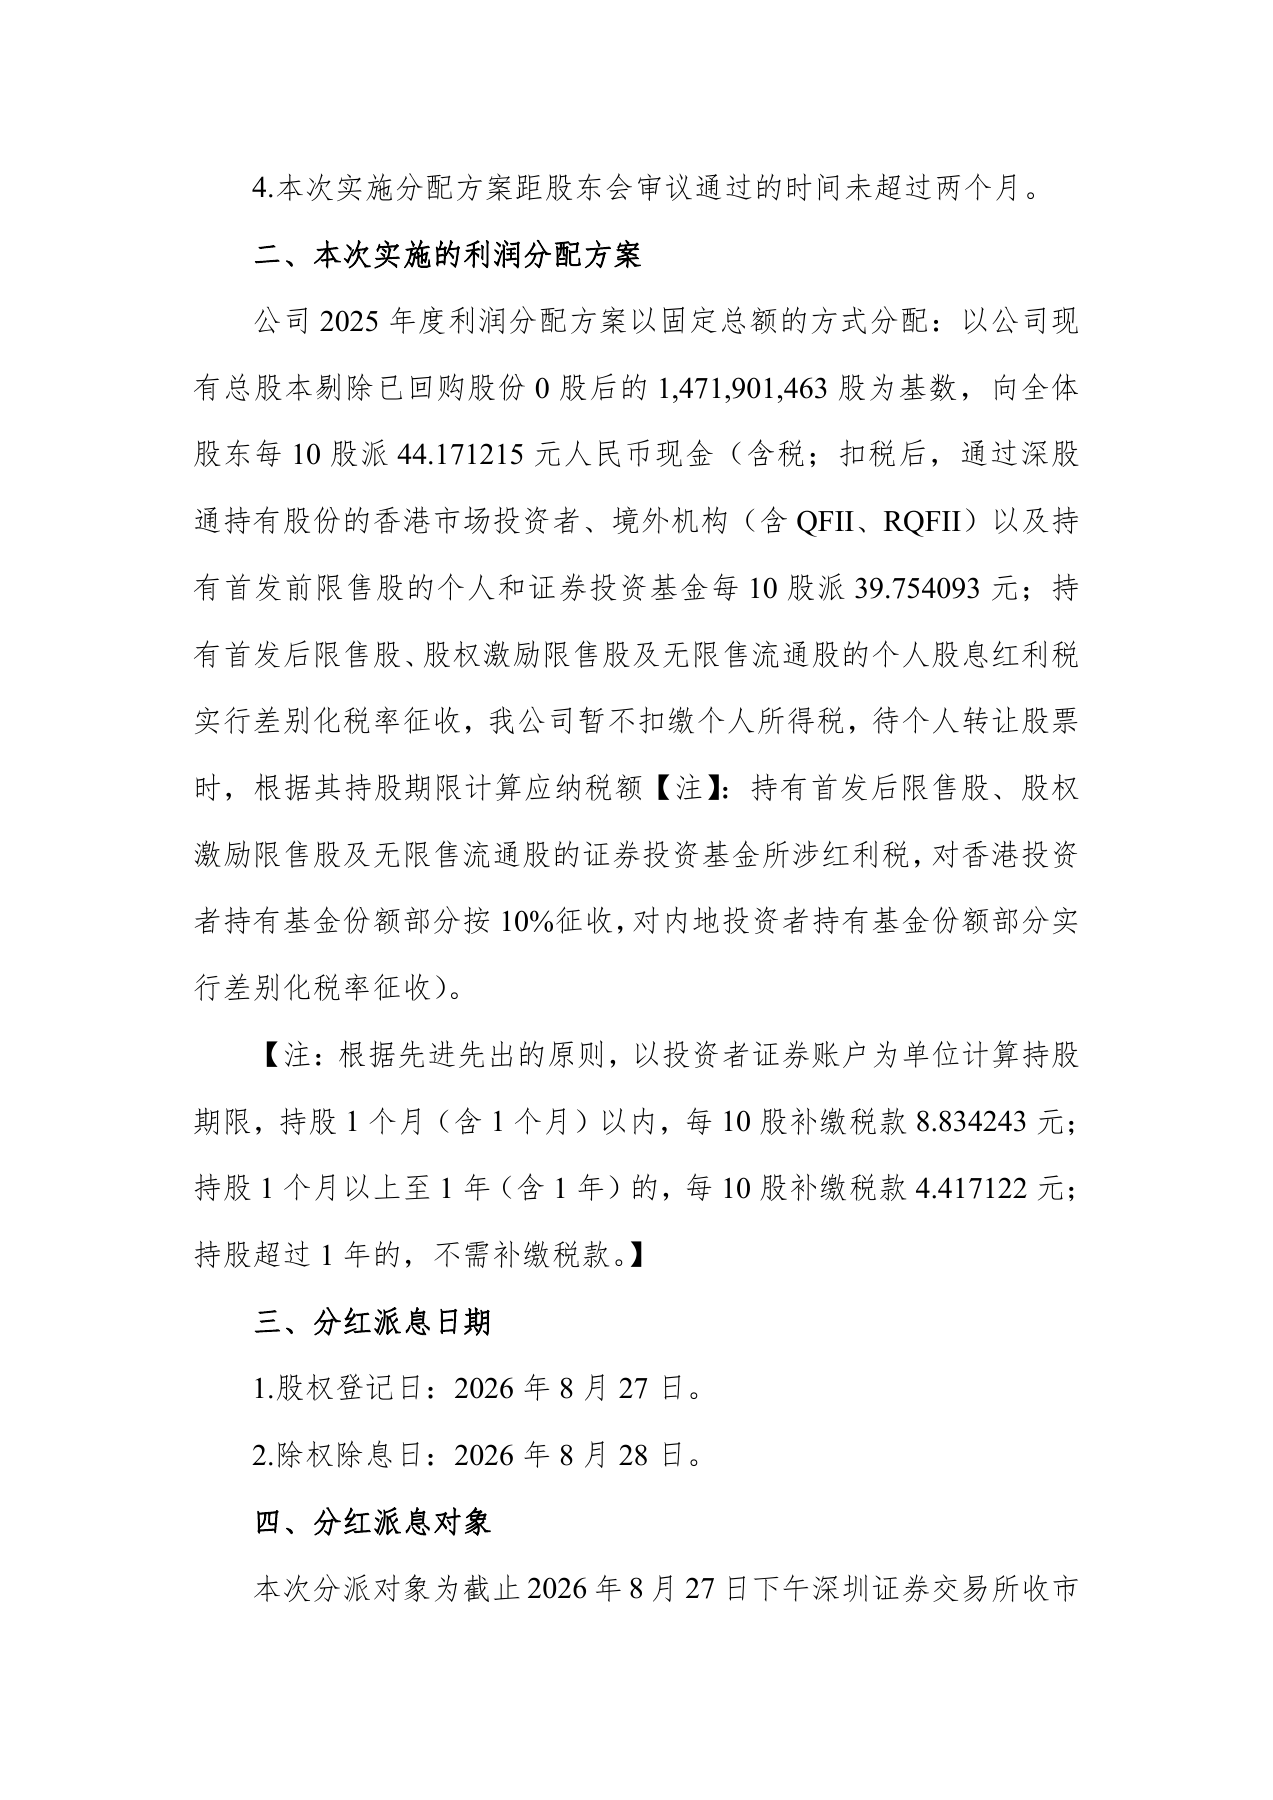 4.本次实施分配方案距股东会审议通过的时间未超过两个月。
二、本次实施的利润分配方案
公司 2025 年度利润分配方案以固定总额的方式分配：以公司现
有总股本剔除已回购股份 0 股后的 1,471,901,463 股为基数，向全体
股东每 10 股派 44.171215 元人民币现金（含税；扣税后，通过深股
通持有股份的香港市场投资者、境外机构（含 QFII、RQFII）以及持
有首发前限售股的个人和证券投资基金每 10 股派 39.754093 元；持
有首发后限售股、股权激励限售股及无限售流通股的个人股息红利税
实行差别化税率征收，我公司暂不扣缴个人所得税，待个人转让股票
时，根据其持股期限计算应纳税额【注】：持有首发后限售股、股权
激励限售股及无限售流通股的证券投资基金所涉红利税，对香港投资
者持有基金份额部分按 10%征收，对内地投资者持有基金份额部分实
行差别化税率征收）。
【注：根据先进先出的原则，以投资者证券账户为单位计算持股
期限，持股 1 个月（含 1 个月）以内，每 10 股补缴税款 8.834243 元；
持股 1 个月以上至 1 年（含 1 年）的，每 10 股补缴税款 4.417122 元；
持股超过 1 年的，不需补缴税款。】
三、分红派息日期
1.股权登记日：2026 年 8 月 27 日。
2.除权除息日：2026 年 8 月 28 日。
四、分红派息对象
本次分派对象为截止 2026 年 8 月 27 日下午深圳证券交易所收市